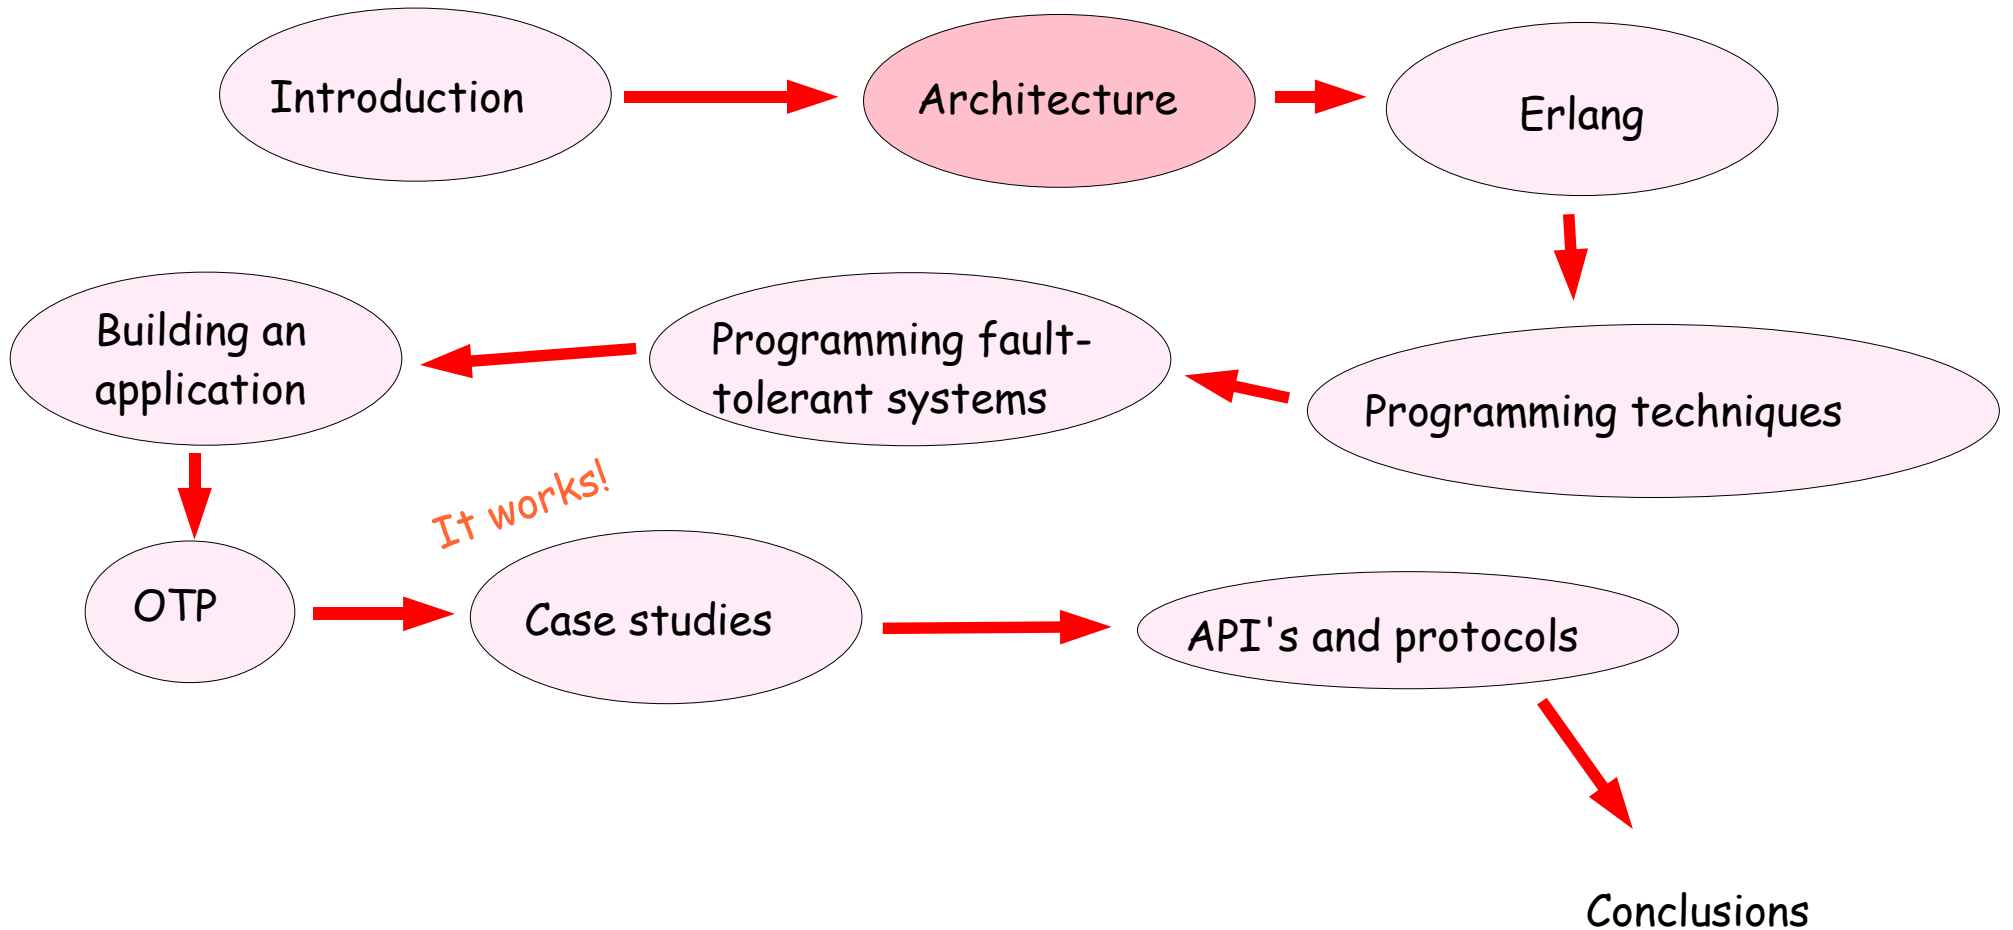 Introduction
Architecture
Erlang
Programming techniques
Programming fault-
tolerant systems
Building an
application
OTP
It works!
Case studies
API's and protocols
Conclusions